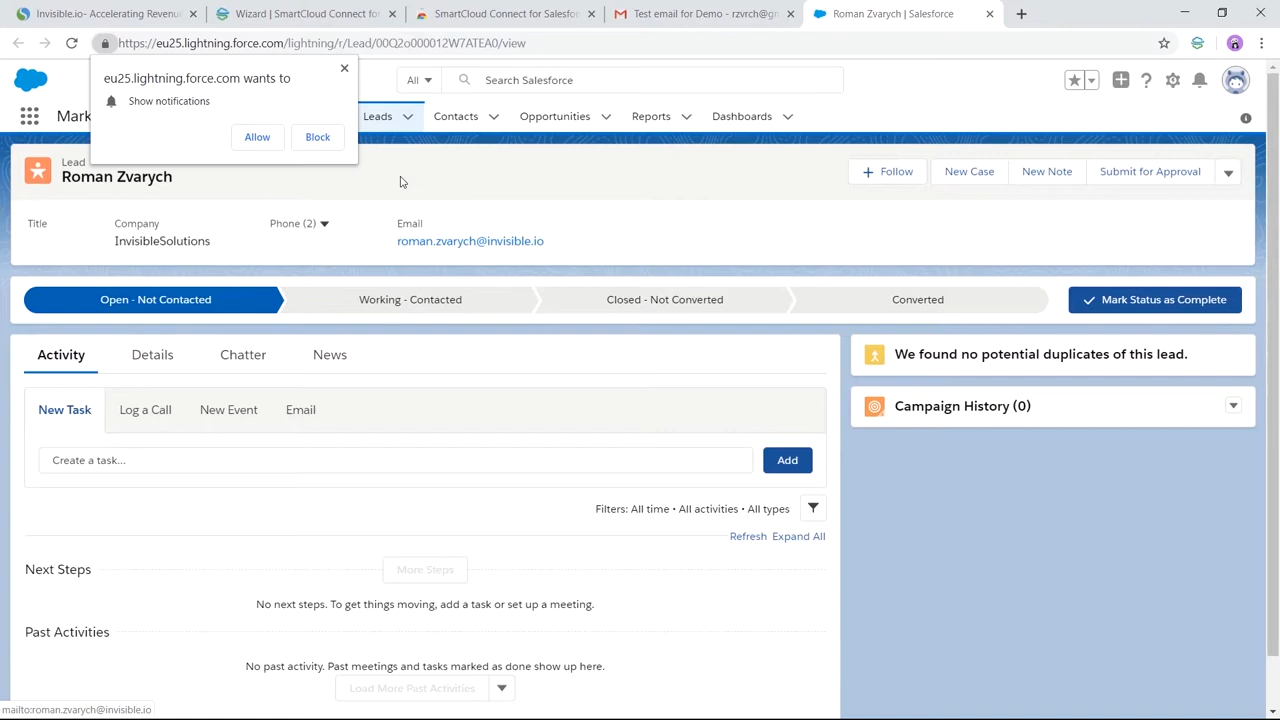 Invisible.io - Accelerating Revenu
Wizard | SmartCloud Connect for
SmartCloud Connect for Salesfor
Test email for Demo - rzvrch@gm
Roman Zvarych | Salesforce
https://eu25.lightning.force.com/lightning/r/Lead/00Q2o000012W7ATEA0/view
eu25.lightning.force.com wants to
Show notifications
Allow
Block
All
Search Salesforce
Mark
Leads
Contacts
Opportunities
Reports
Dashboards
Lead
Roman Zvarych
Follow
New Case
New Note
Submit for Approval
Title
Company
Phone (2)
Email
InvisibleSolutions
roman.zvarych@invisible.io
Open - Not Contacted
Working - Contacted
Closed - Not Converted
Converted
Mark Status as Complete
Activity
Details
Chatter
News
We found no potential duplicates of this lead.
New Task
Log a Call
New Event
Email
Campaign History (0)
Create a task...
Add
Filters: All time • All activities • All types
Refresh
Expand All
Next Steps
More Steps
No next steps. To get things moving, add a task or set up a meeting.
Past Activities
No past activity. Past meetings and tasks marked as done show up here.
Load More Past Activities
mailto:roman.zvarych@invisible.io